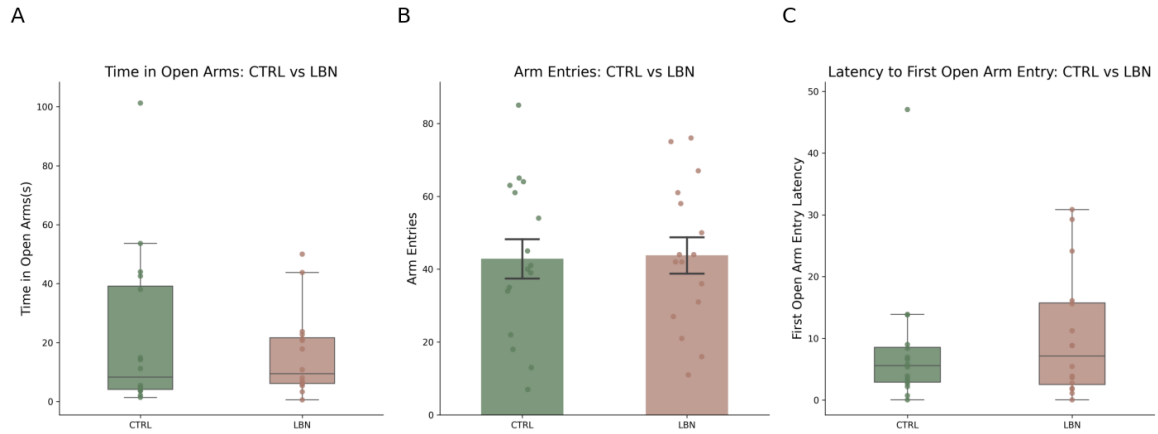 A
B
C
Time in Open Arms: CTRL vs LBN
Time in Open Arms(s)
100
80
60
40
20
0
CTRL
LBN
Arm Entries: CTRL vs LBN
Arm Entries
80
60
40
20
0
CTRL
LBN
Latency to First Open Arm Entry: CTRL vs LBN
First Open Arm Entry Latency
50
40
30
20
10
0
CTRL
LBN